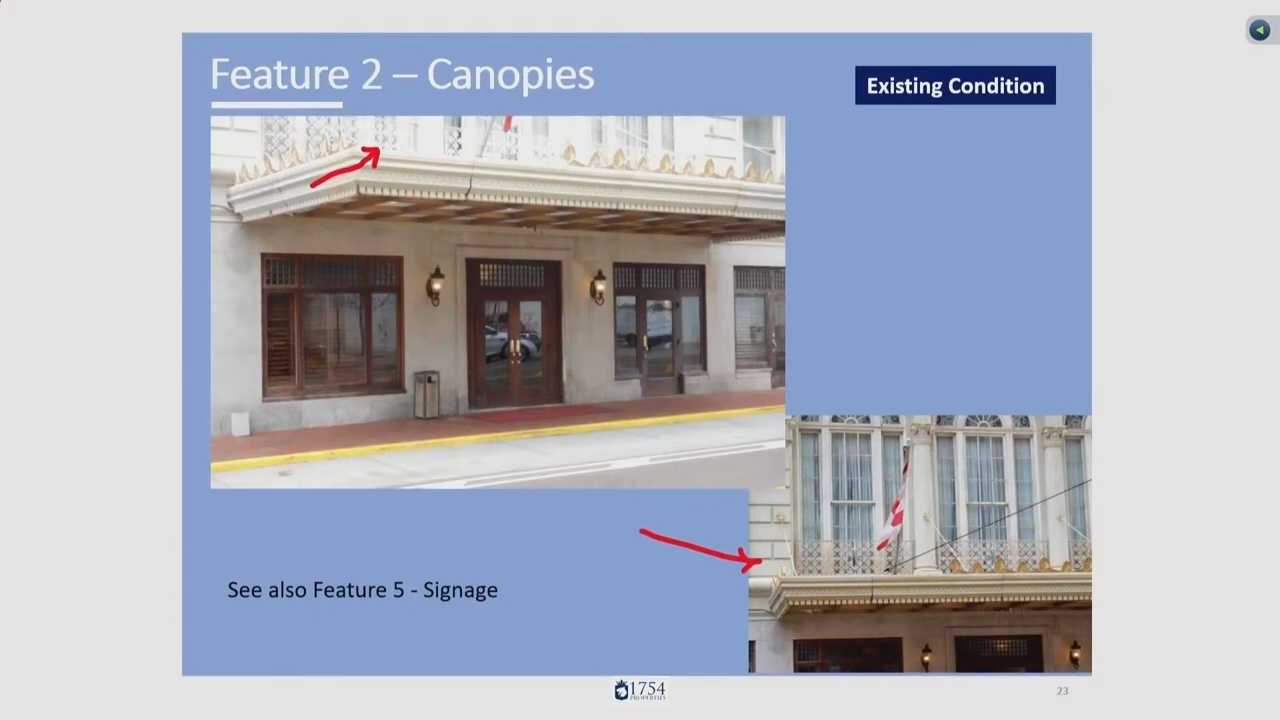 Feature 2 – Canopies
Existing Condition
See also Feature 5 - Signage
1754
PROPERTIES
23